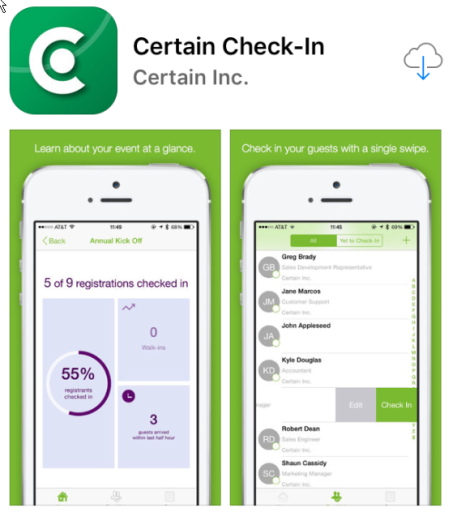 Certain Check-In
Certain Inc.
Learn about your event at a glance.
AT&T 11:45 69%
Back Annual Kick Off
5 of 9 registrations checked in
55%
registrants
checked in
0
Walk-ins
3
guests arrived
within last half hour
Check in your guests with a single swipe.
AT&T 11:43 69%
All Yet to Check In +
GB Greg Brady
Sales Development Representative
Certain Inc.
JM Jane Marcos
Customer Support
Certain Inc.
JA John Appleseed
KD Kyle Douglas
Accountant
Certain Inc.
Edit Check In
RD Robert Dean
Sales Engineer
Certain Inc.
SC Shaun Cassidy
Marketing Manager
Certain Inc.